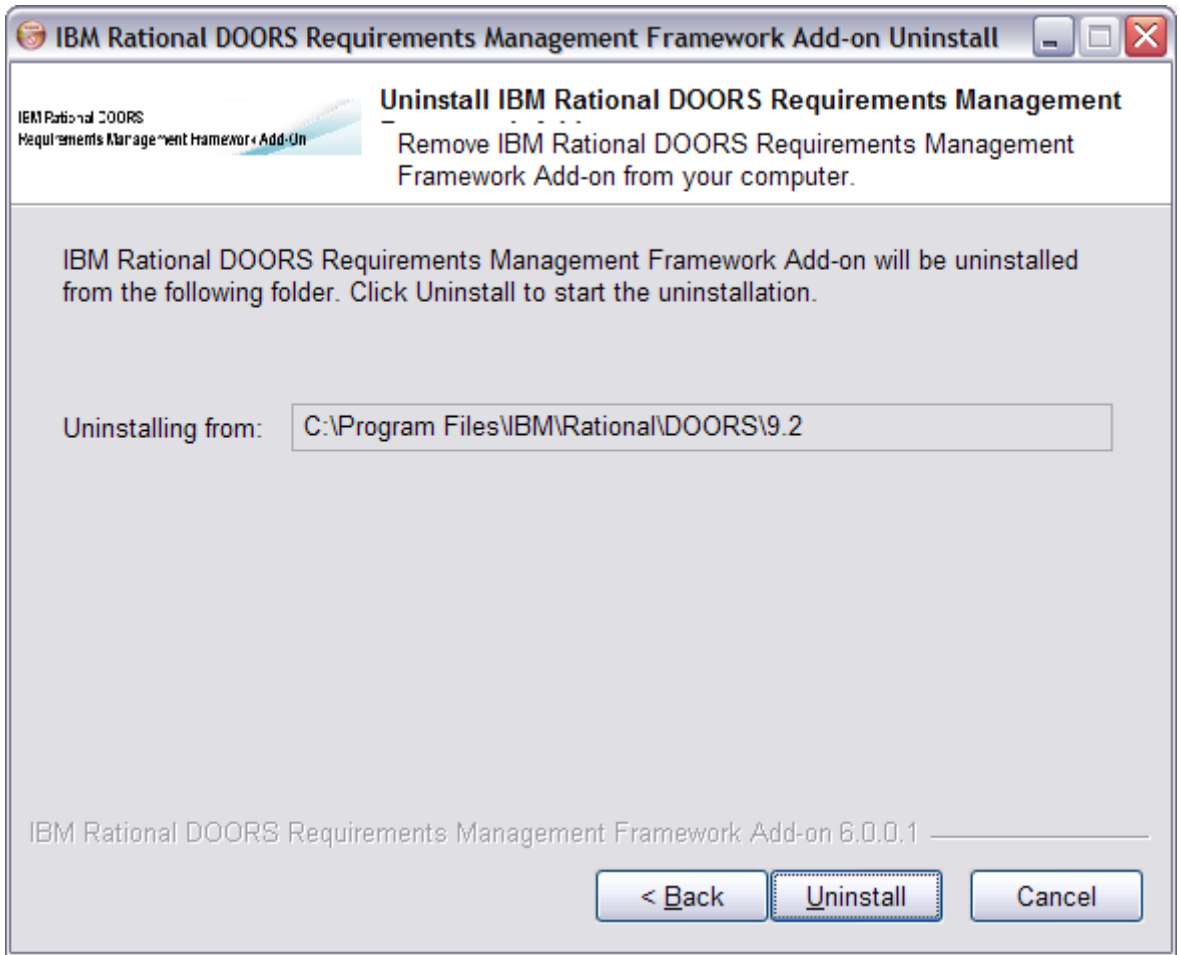 IBM Rational DOORS Requirements Management Framework Add-on Uninstall
IBM Rational DOORS
Requirements Management Framework Add-On
Uninstall IBM Rational DOORS Requirements Management
Remove IBM Rational DOORS Requirements Management
Framework Add-on from your computer.
IBM Rational DOORS Requirements Management Framework Add-on will be uninstalled
from the following folder. Click Uninstall to start the uninstallation.
Uninstalling from:
C:\Program Files\IBM\Rational\DOORS\9.2
IBM Rational DOORS Requirements Management Framework Add-on 6.0.0.1
< Back
Uninstall
Cancel